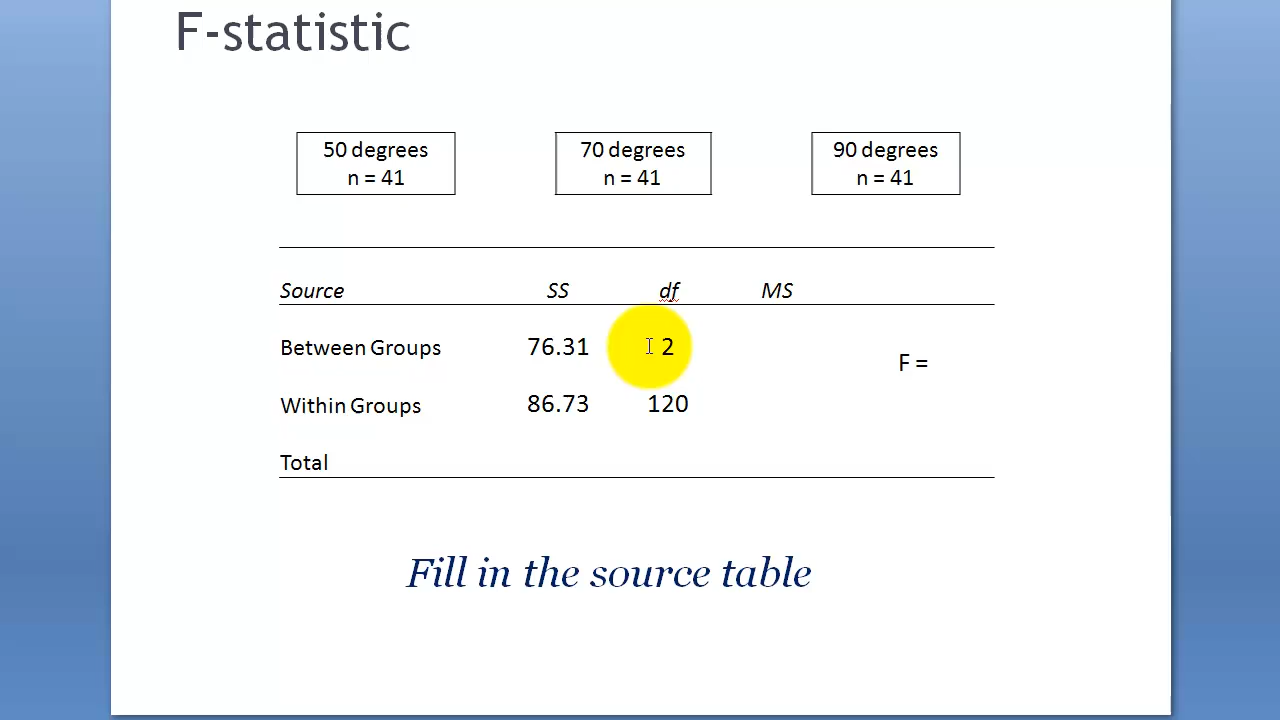 F-statistic
50 degrees
n = 41
70 degrees
n = 41
90 degrees
n = 41
Source SS df MS
Between Groups 76.31 2
F =
Within Groups 86.73 120
Total
Fill in the source table